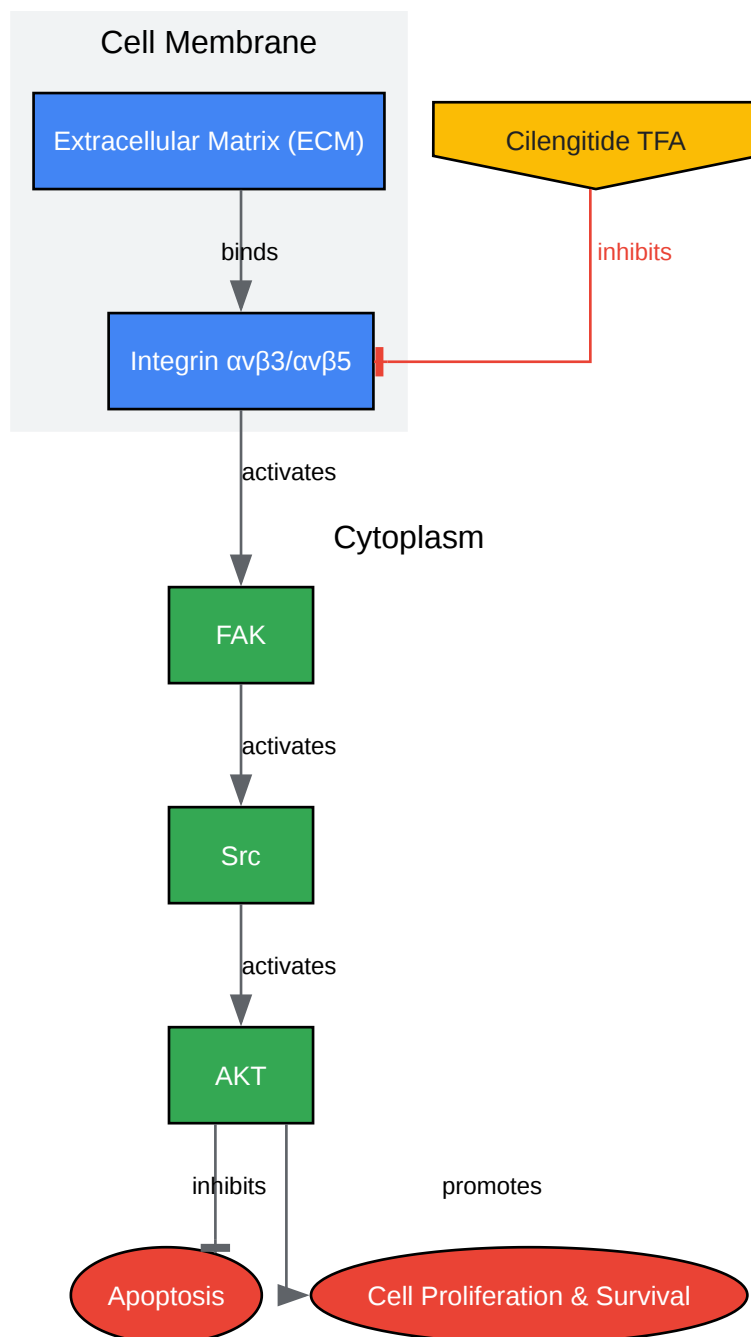 Cell Membrane
Extracellular Matrix (ECM)
Cilengitide TFA
binds
inhibits
Integrin αvβ3/αvβ5
activates
Cytoplasm
FAK
activates
Src
activates
AKT
inhibits
promotes
Apoptosis
Cell Proliferation & Survival